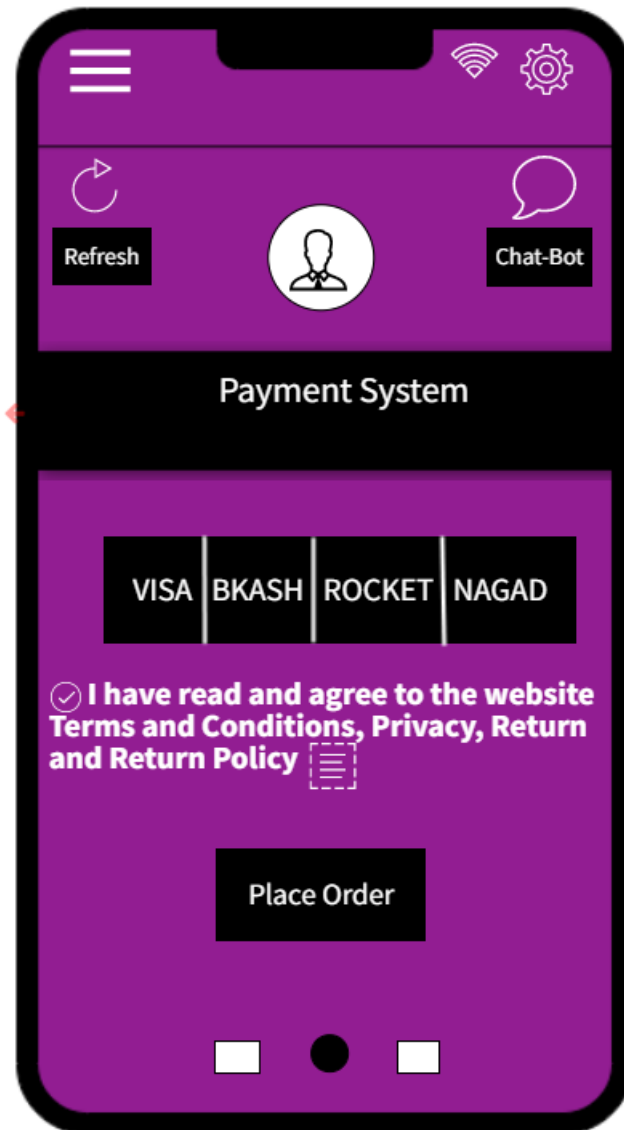 Refresh
Chat-Bot
Payment System
VISA BKASH ROCKET NAGAD
I have read and agree to the website
Terms and Conditions, Privacy, Return
and Return Policy
Place Order